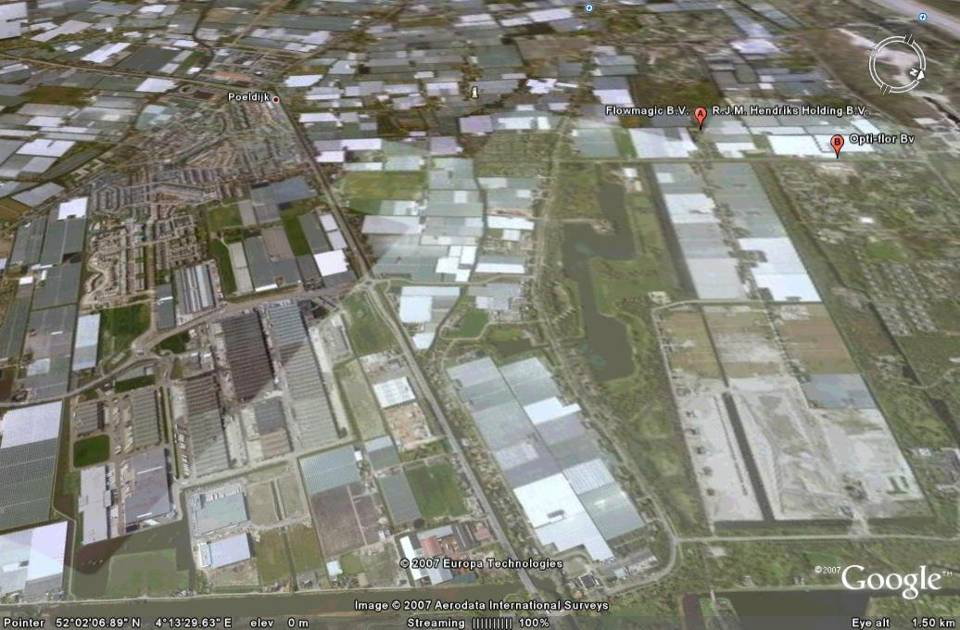 Poeldijk
Flowmagic B.V. A R.J.M. Hendriks Holding B.V.
B Opti-flor Bv
© 2007 Europa Technologies
©2007 Google™
Image © 2007 Aerodata International Surveys
Pointer 52°02'06.89" N 4°13'29.63" E elev 0 m Streaming |||||||||| 100% Eye alt 1.50 km